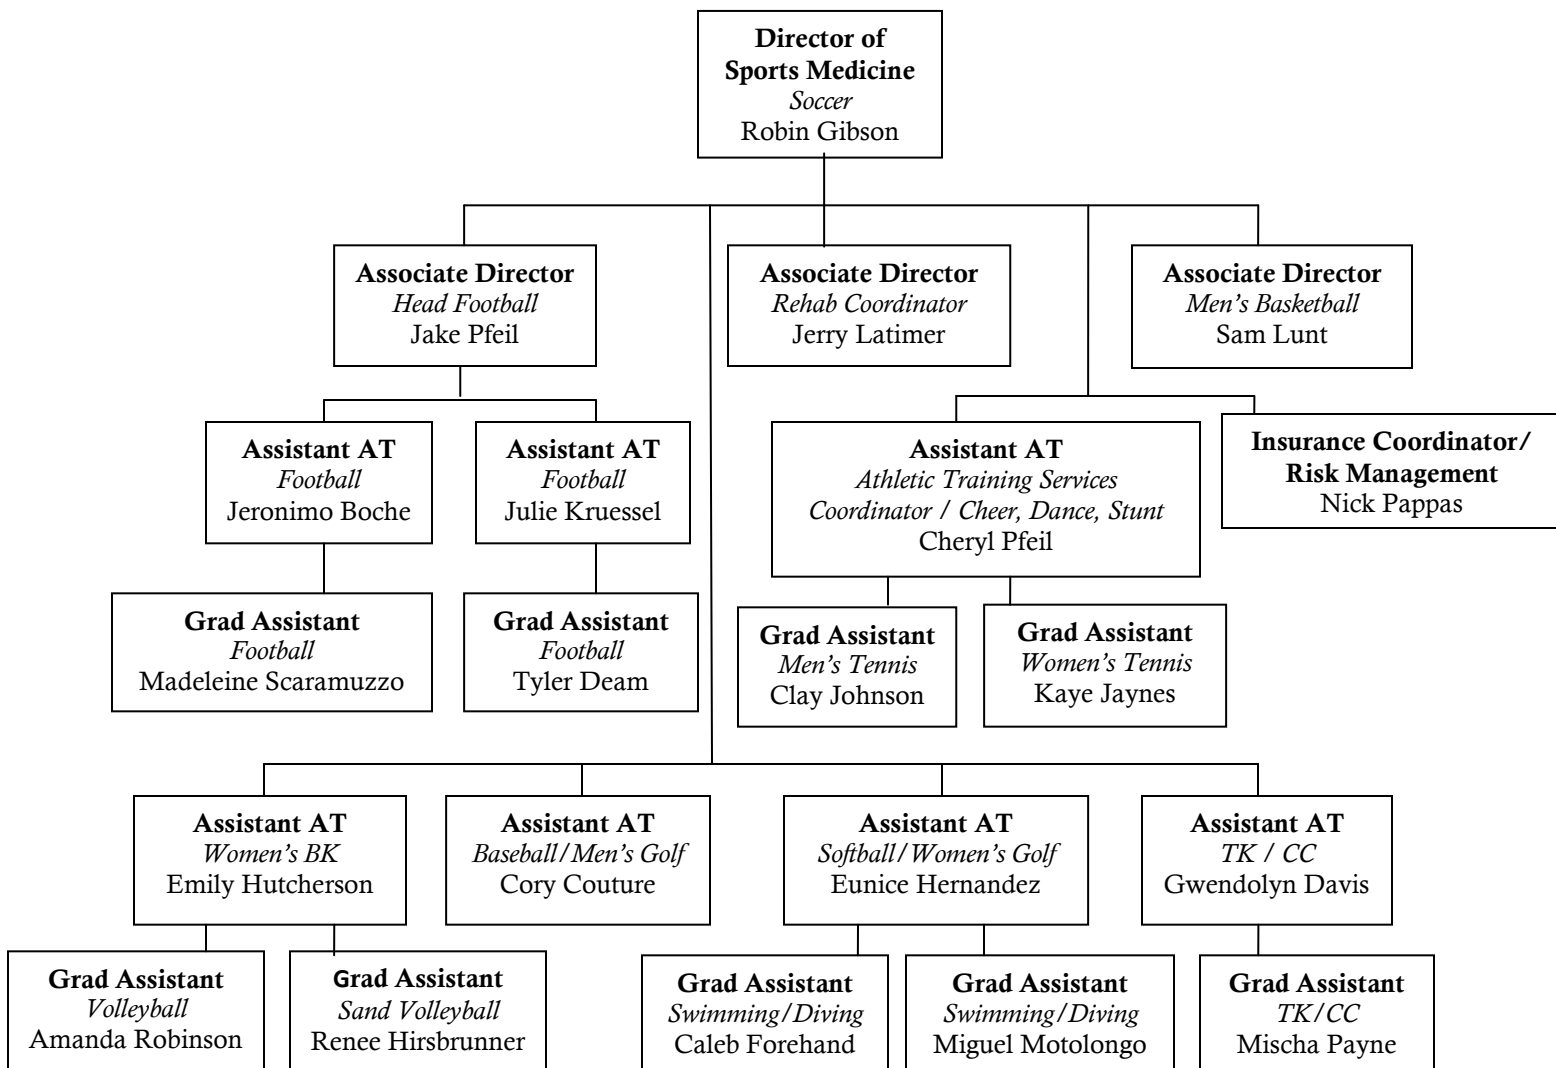 Director of
Sports Medicine
Soccer
Robin Gibson
Associate Director
Head Football
Jake Pfeil
Associate Director
Rehab Coordinator
Jerry Latimer
Associate Director
Men's Basketball
Sam Lunt
Assistant AT
Football
Jeronimo Boche
Assistant AT
Football
Julie Kruessel
Assistant AT
Athletic Training Services
Coordinator / Cheer, Dance, Stunt
Cheryl Pfeil
Insurance Coordinator/
Risk Management
Nick Pappas
Grad Assistant
Football
Madeleine Scaramuzzo
Grad Assistant
Football
Tyler Deam
Grad Assistant
Men's Tennis
Clay Johnson
Grad Assistant
Women's Tennis
Kaye Jaynes
Assistant AT
Women's BK
Emily Hutcherson
Assistant AT
Baseball/Men's Golf
Cory Couture
Assistant AT
Softball/Women's Golf
Eunice Hernandez
Assistant AT
TK / CC
Gwendolyn Davis
Grad Assistant
Volleyball
Amanda Robinson
Grad Assistant
Sand Volleyball
Renee Hirsbrunner
Grad Assistant
Swimming/Diving
Caleb Forehand
Grad Assistant
Swimming/Diving
Miguel Motolongo
Grad Assistant
TK/CC
Mischa Payne